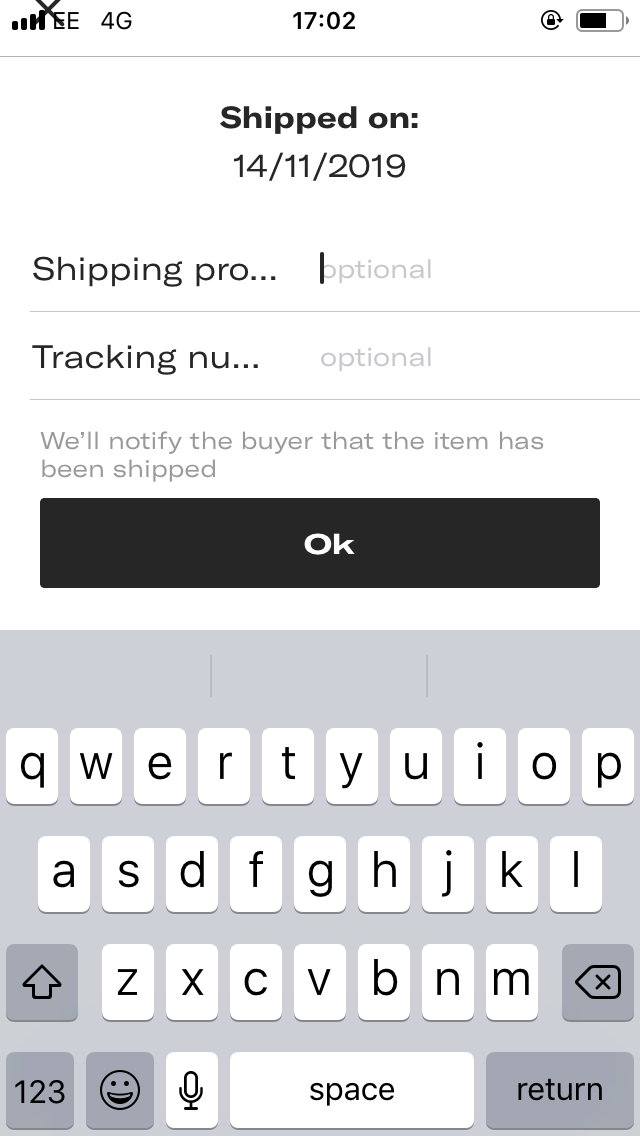 EE 4G 17:02
Shipped on:
14/11/2019
Shipping pro... optional
Tracking nu... optional
We'll notify the buyer that the item has
been shipped
Ok
q w e r t y u i o p
a s d f g h j k l
z x c v b n m
123 space return